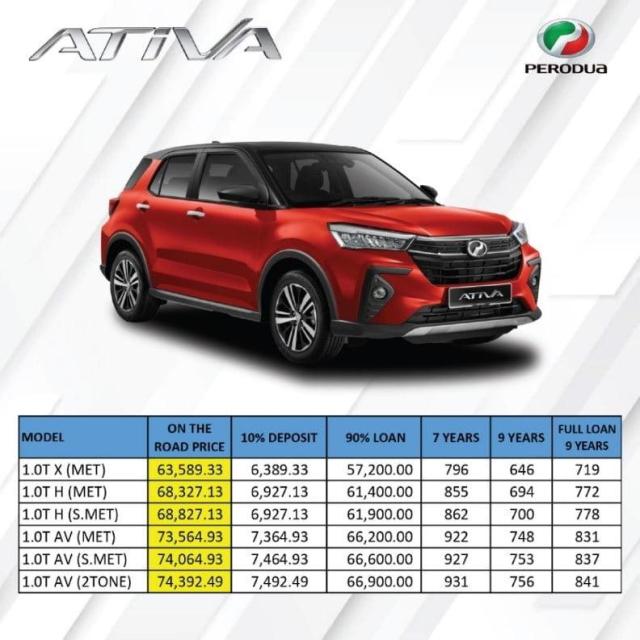 ATIVA
PERODUA
ATIVA
MODEL ON THE ROAD PRICE 10% DEPOSIT 90% LOAN 7 YEARS 9 YEARS FULL LOAN 9 YEARS
1.0T X (MET) 63,589.33 6,389.33 57,200.00 796 646 719
1.0T H (MET) 68,327.13 6,927.13 61,400.00 855 694 772
1.0T H (S.MET) 68,827.13 6,927.13 61,900.00 862 700 778
1.0T AV (MET) 73,564.93 7,364.93 66,200.00 922 748 831
1.0T AV (S.MET) 74,064.93 7,464.93 66,600.00 927 753 837
1.0T AV (2TONE) 74,392.49 7,492.49 66,900.00 931 756 841